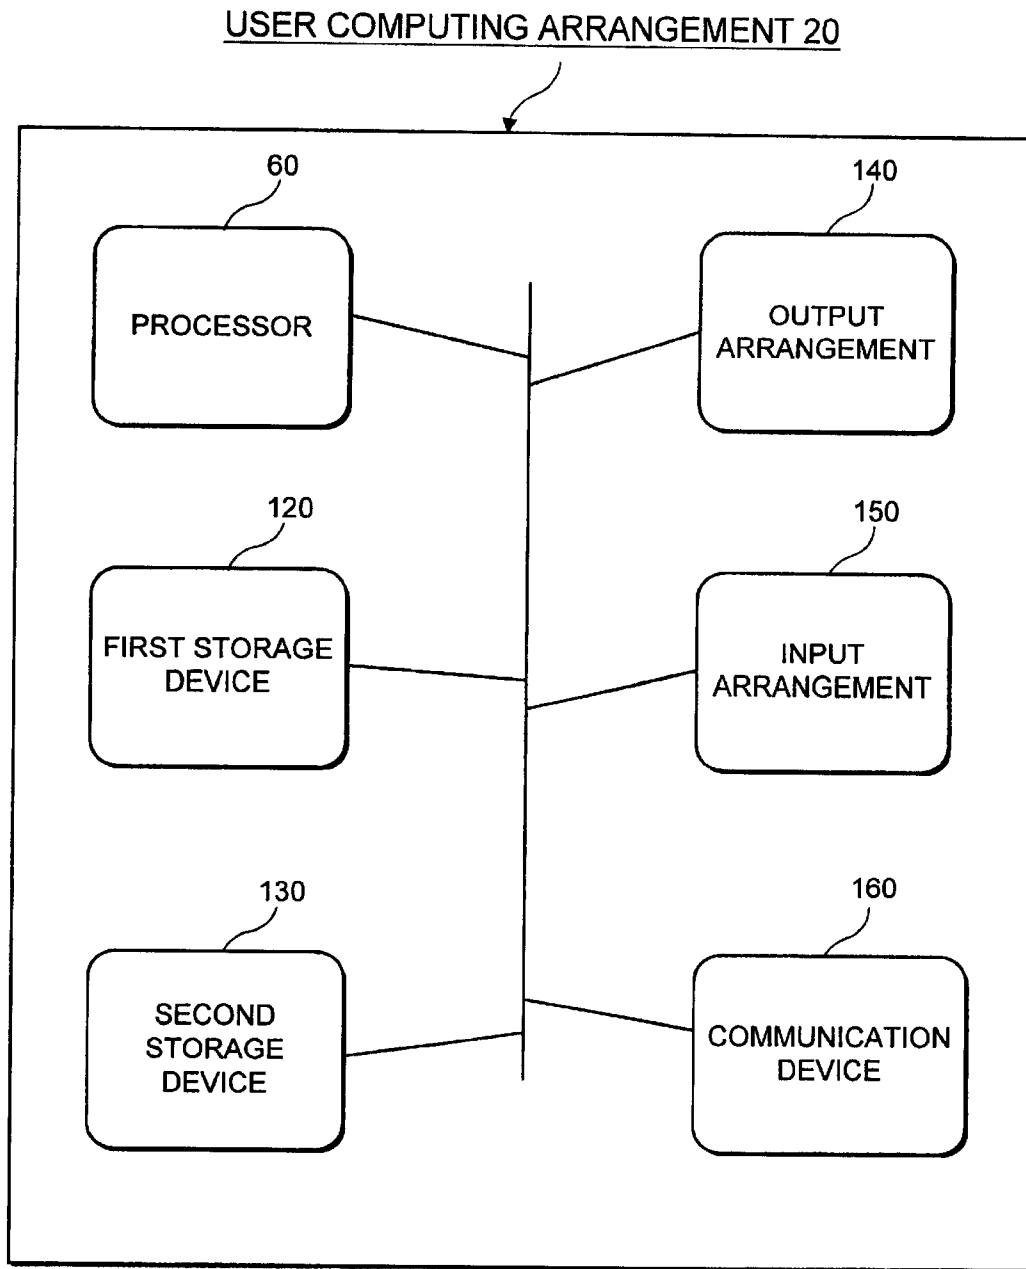 USER COMPUTING ARRANGEMENT 20
60
PROCESSOR
140
OUTPUT
ARRANGEMENT
120
FIRST STORAGE
DEVICE
150
INPUT
ARRANGEMENT
130
SECOND
STORAGE
DEVICE
160
COMMUNICATION
DEVICE